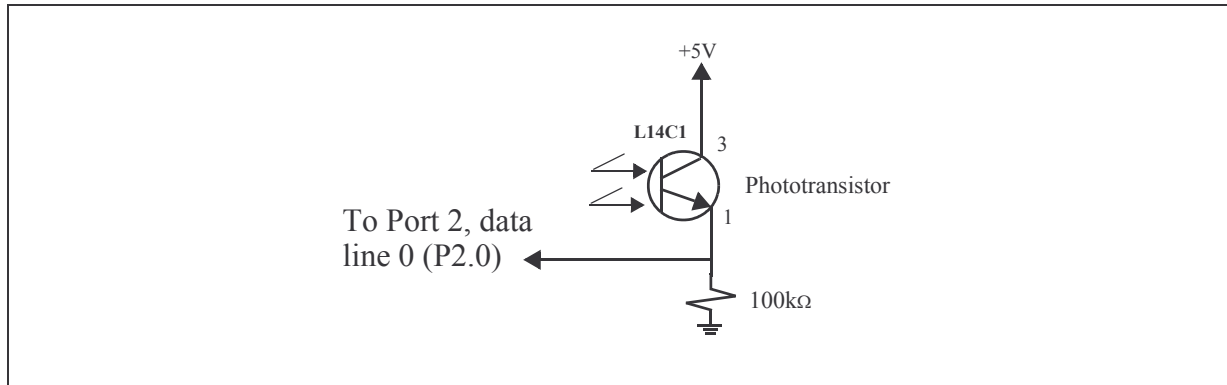 +5V
L14C1
3
Phototransistor
1
To Port 2, data
line 0 (P2.0)
100kΩ